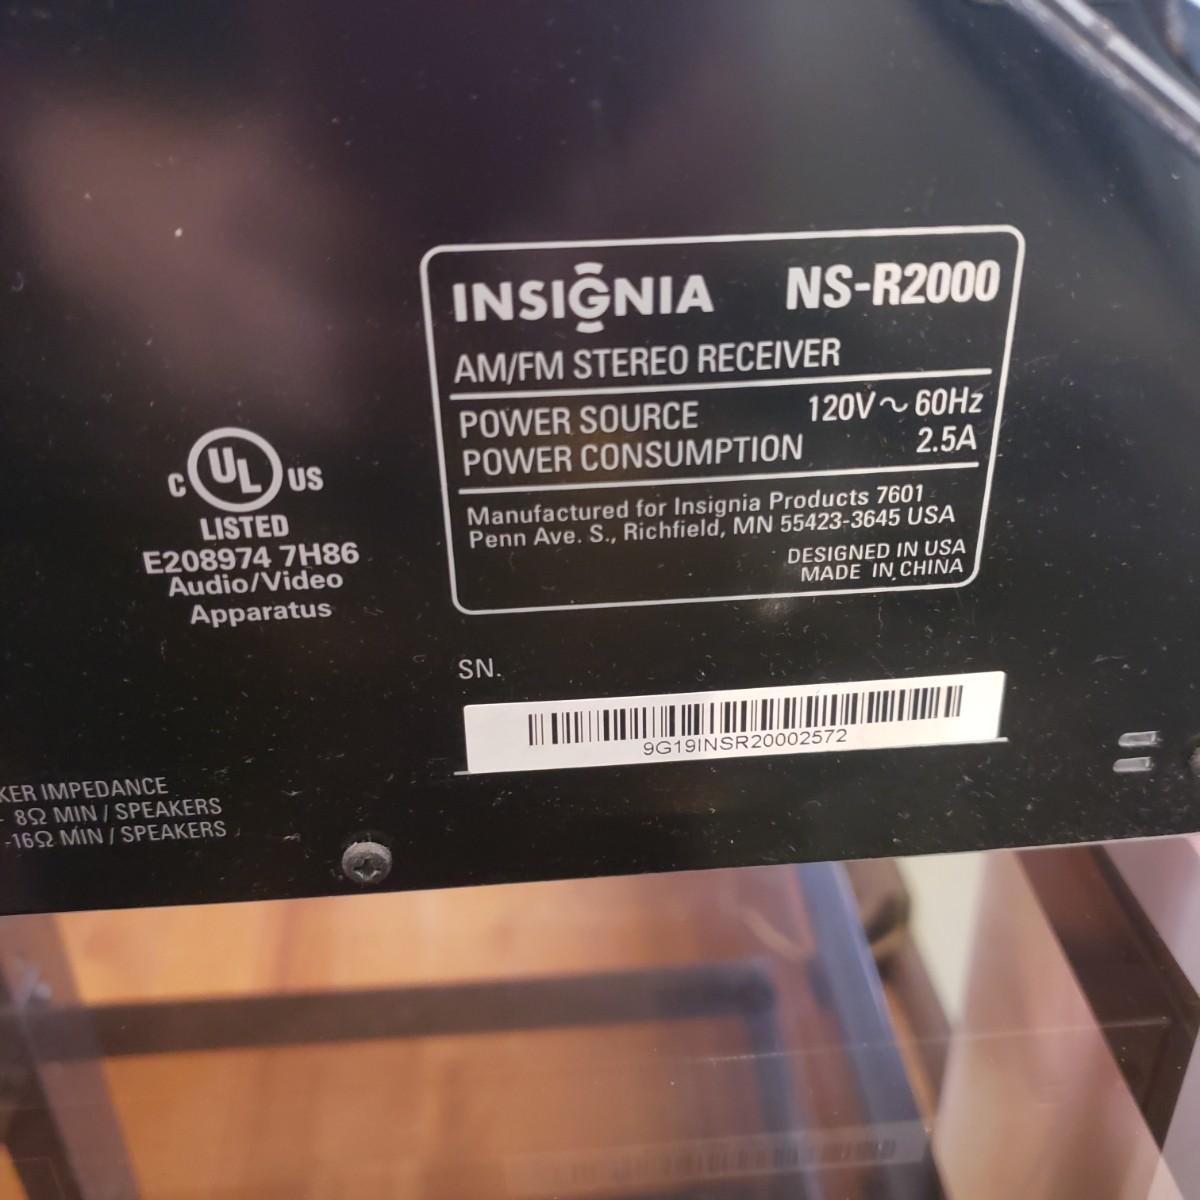 INSIGNIA NS-R2000
AM/FM STEREO RECEIVER
POWER SOURCE 120V ~ 60Hz
POWER CONSUMPTION 2.5A
Manufactured for Insignia Products 7601
Penn Ave. S., Richfield, MN 55423-3645 USA
DESIGNED IN USA
MADE IN CHINA
C UL US
LISTED
E208974 7H86
Audio/Video
Apparatus
SN.
9G19INSR20002572
KER IMPEDANCE
- 8Ω MIN / SPEAKERS
-16Ω MIN / SPEAKERS